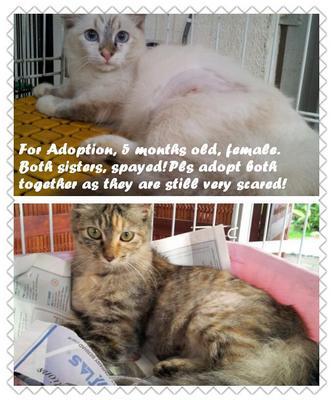 For Adoption, 5 months old, female.
Both sisters, spayed!Pls adopt both
together as they are still very scared!